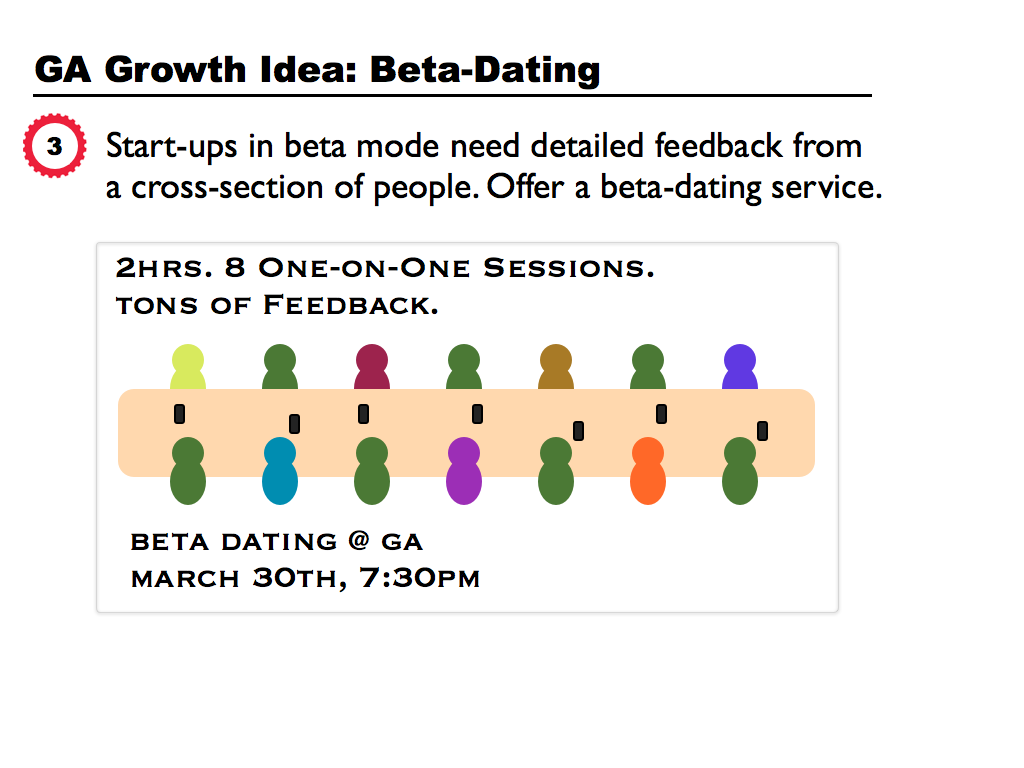 GA Growth Idea: Beta-Dating
3
Start-ups in beta mode need detailed feedback from
a cross-section of people. Offer a beta-dating service.
2hrs. 8 One-on-One Sessions.
tons of Feedback.
beta dating @ ga
march 30th, 7:30pm